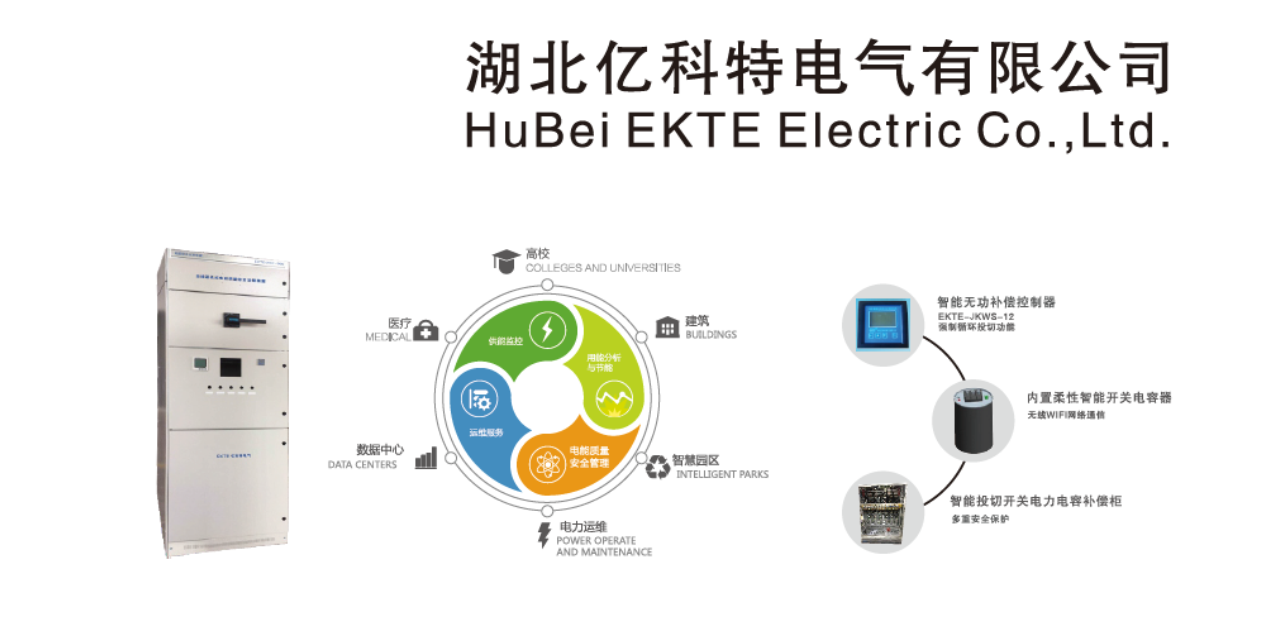 湖北亿科特电气有限公司
HuBei EKTE Electric Co.,Ltd.
高校
COLLEGES AND UNIVERSITIES
医疗
MEDICAL
建筑
BUILDINGS
供能监控
用能分析
与节能
运维服务
电能质量
安全管理
数据中心
DATA CENTERS
智慧园区
INTELLIGENT PARKS
电力运维
POWER OPERATE
AND MAINTENANCE
智能无功补偿控制器
EKTE-JKWS-12
强制循环投切功能
内置柔性智能开关电容器
无线WIFI网络通信
智能投切开关电力电容补偿柜
多重安全保护